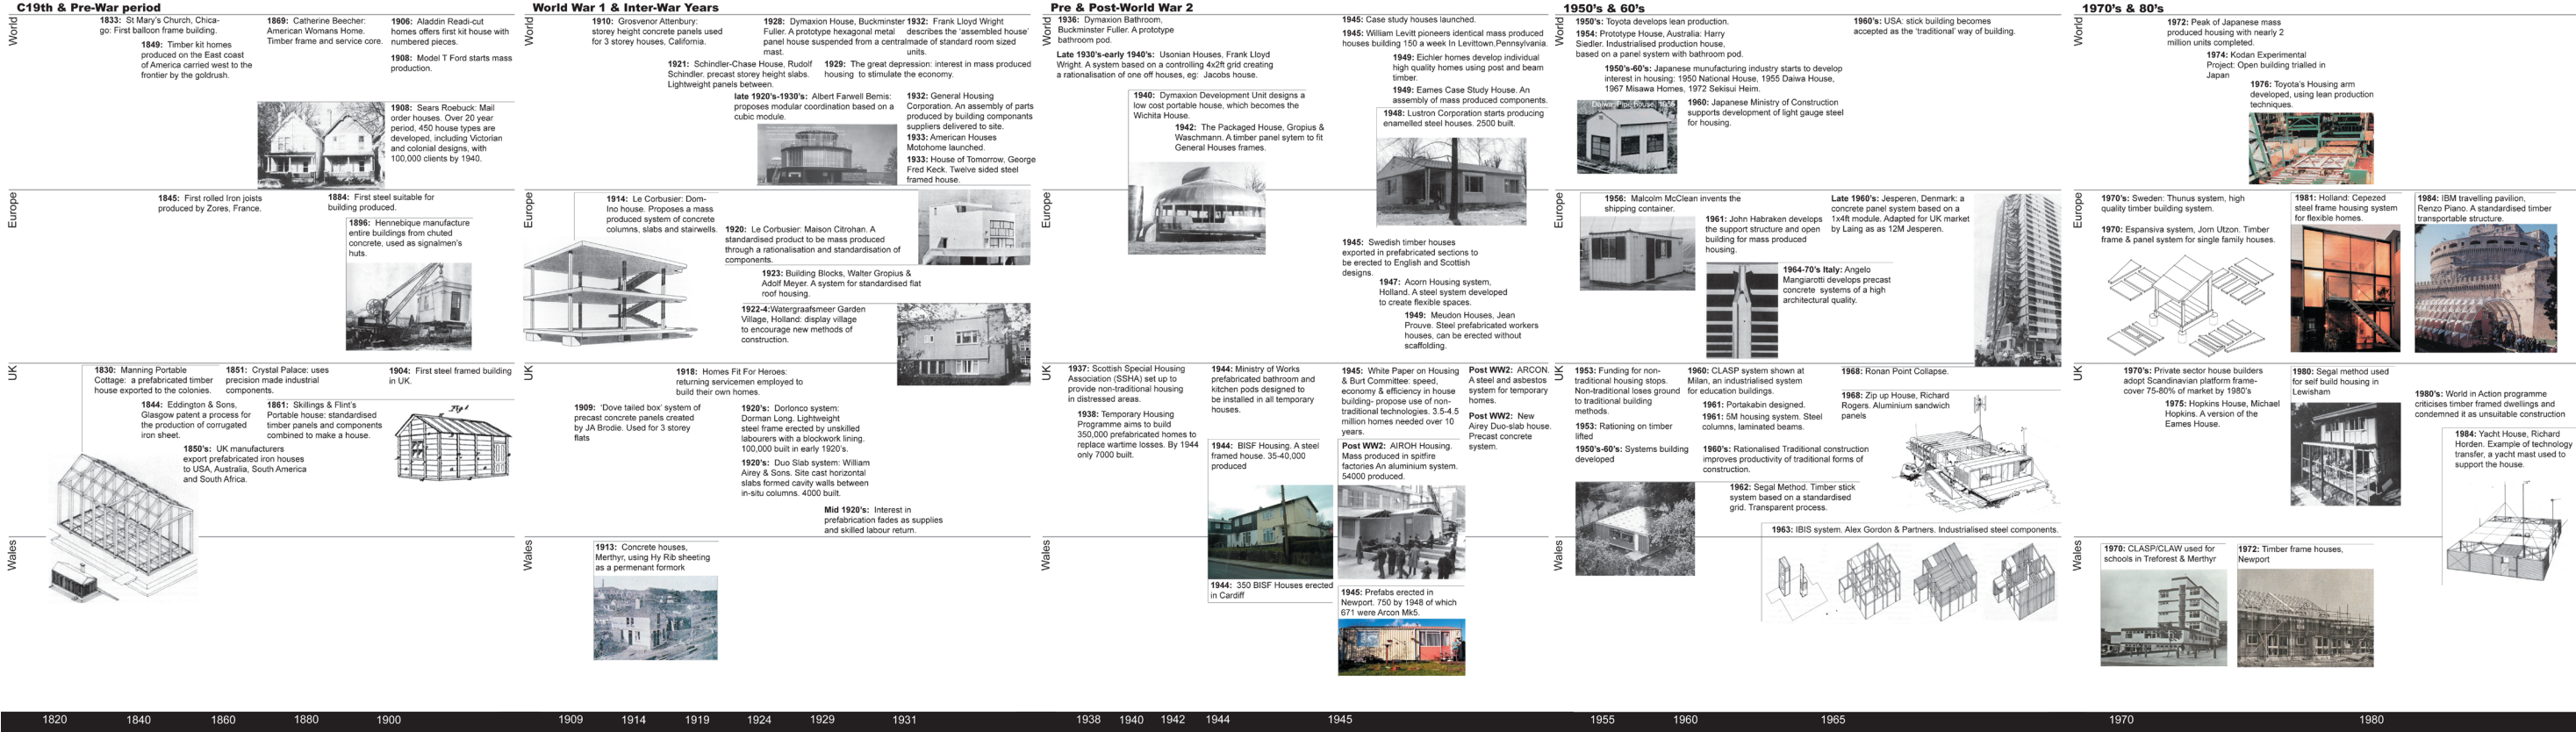 C19th & Pre-War period
World
1833: St Mary's Church, Chica-
go: First balloon frame building.
1849: Timber kit homes
produced on the East coast
of America carried west to the
frontier by the goldrush.
1869: Catherine Beecher:
American Womans Home.
Timber frame and service core.
1906: Aladdin Readi-cut
homes offers first kit house with
numbered pieces.
1908: Model T Ford starts mass
production.
1908: Sears Roebuck: Mail
order houses. Over 20 year
period, 450 house types are
developed, including Victorian
and colonial designs, with
100,000 clients by 1940.
Europe
1845: First rolled Iron joists
produced by Zores, France.
1884: First steel suitable for
building produced.
1896: Hennebique manufacture
entire buildings from chuted
concrete, used as signalmen's
huts.
UK
1830: Manning Portable
Cottage: a prefabricated timber
house exported to the colonies.
1844: Eddington & Sons,
Glasgow patent a process for
the production of corrugated
iron sheet.
1850's: UK manufacturers
export prefabricated iron houses
to USA, Australia, South America
and South Africa.
1851: Crystal Palace: uses
precision made industrial
components.
1861: Skillings & Flint's
Portable house: standardised
timber panels and components
combined to make a house.
1904: First steel framed building
in UK.
Fig 1
Wales
World War 1 & Inter-War Years
World
1910: Grosvenor Attenbury:
storey height concrete panels used
for 3 storey houses, California.
1921: Schindler-Chase House, Rudolf
Schindler. precast storey height slabs.
Lightweight panels between.
1928: Dymaxion House, Buckminster
Fuller. A prototype hexagonal metal
panel house suspended from a central
mast.
1929: The great depression: interest in mass produced
housing to stimulate the economy.
late 1920's-1930's: Albert Farwell Bemis:
proposes modular coordination based on a
cubic module.
1932: Frank Lloyd Wright
describes the 'assembled house'
made of standard room sized
units.
1932: General Housing
Corporation. An assembly of parts
produced by building componants
suppliers delivered to site.
1933: American Houses
Motohome launched.
1933: House of Tomorrow, George
Fred Keck. Twelve sided steel
framed house.
Europe
1914: Le Corbusier: Dom-
Ino house. Proposes a mass
produced system of concrete
columns, slabs and stairwells.
1920: Le Corbusier: Maison Citrohan. A
standardised product to be mass produced
through a rationalisation and standardisation of
components.
1923: Building Blocks, Walter Gropius &
Adolf Meyer. A system for standardised flat
roof housing.
1922-4:Watergraafsmeer Garden
Village, Holland: display village
to encourage new methods of
construction.
UK
1918: Homes Fit For Heroes:
returning servicemen employed to
build their own homes.
1909: 'Dove tailed box' system of
precast concrete panels created
by JA Brodie. Used for 3 storey
flats
1920's: Dorlonco system:
Dorman Long. Lightweight
steel frame erected by unskilled
labourers with a blockwork lining.
100,000 built in early 1920's.
1920's: Duo Slab system: William
Airey & Sons. Site cast horizontal
slabs formed cavity walls between
in-situ columns. 4000 built.
Mid 1920's: Interest in
prefabrication fades as supplies
and skilled labour return.
Wales
1913: Concrete houses,
Merthyr, using Hy Rib sheeting
as a permenant formork
Pre & Post-World War 2
World
1936: Dymaxion Bathroom,
Buckminster Fuller. A prototype
bathroom pod.
Late 1930's-early 1940's: Usonian Houses, Frank Lloyd
Wright. A system based on a controlling 4x2ft grid creating
a rationalisation of one off houses, eg: Jacobs house.
1940: Dymaxion Development Unit designs a
low cost portable house, which becomes the
Wichita House.
1942: The Packaged House, Gropius &
Waschmann. A timber panel sytem to fit
General Houses frames.
1945: Case study houses launched.
1945: William Levitt pioneers identical mass produced
houses building 150 a week In Levittown,Pennsylvania.
1949: Eichler homes develop individual
high quality homes using post and beam
timber.
1949: Eames Case Study House. An
assembly of mass produced components.
1948: Lustron Corporation starts producing
enamelled steel houses. 2500 built.
Europe
1945: Swedish timber houses
exported in prefabricated sections to
be erected to English and Scottish
designs.
1947: Acorn Housing system,
Holland. A steel system developed
to create flexible spaces.
1949: Meudon Houses, Jean
Prouve. Steel prefabricated workers
houses, can be erected without
scaffolding.
UK
1937: Scottish Special Housing
Association (SSHA) set up to
provide non-traditional housing
in distressed areas.
1938: Temporary Housing
Programme aims to build
350,000 prefabricated homes to
replace wartime losses. By 1944
only 7000 built.
1944: Ministry of Works
prefabricated bathroom and
kitchen pods designed to
be installed in all temporary
houses.
1944: BISF Housing. A steel
framed house. 35-40,000
produced
1945: White Paper on Housing
& Burt Committee: speed,
economy & efficiency in house
building- propose use of non-
traditional technologies. 3.5-4.5
million homes needed over 10
years.
Post WW2: AIROH Housing.
Mass produced in spitfire
factories An aluminium system.
54000 produced.
Post WW2: ARCON.
A steel and asbestos
system for temporary
homes.
Post WW2: New
Airey Duo-slab house.
Precast concrete
system.
Wales
1944: 350 BISF Houses erected
in Cardiff
1945: Prefabs erected in
Newport. 750 by 1948 of which
671 were Arcon Mk5.
1950's & 60's
World
1950's: Toyota develops lean production.
1954: Prototype House, Australia: Harry
Siedler. Industrialised production house,
based on a panel system with bathroom pod.
1950's-60's: Japanese munufacturing industry starts to develop
interest in housing: 1950 National House, 1955 Daiwa House,
1967 Misawa Homes, 1972 Sekisui Heim.
Daiwa Pipe house, 1955
1960: Japanese Ministry of Construction
supports development of light gauge steel
for housing.
1960's: USA: stick building becomes
accepted as the 'traditional' way of building.
Europe
1956: Malcolm McClean invents the
shipping container.
1961: John Habraken develops
the support structure and open
building for mass produced
housing.
1964-70's Italy: Angelo
Mangiarotti develops precast
concrete systems of a high
architectural quality.
Late 1960's: Jesperen, Denmark: a
concrete panel system based on a
1x4ft module. Adapted for UK market
by Laing as as 12M Jesperen.
UK
1953: Funding for non-
traditional housing stops.
Non-traditional loses ground
to traditional building
methods.
1953: Rationing on timber
lifted
1950's-60's: Systems building
developed
1960: CLASP system shown at
Milan, an industrialised system
for education buildings.
1961: Portakabin designed.
1961: 5M housing system. Steel
columns, laminated beams.
1960's: Rationalised Traditional construction
improves productivity of traditional forms of
construction.
1962: Segal Method. Timber stick
system based on a standardised
grid. Transparent process.
1968: Ronan Point Collapse.
1968: Zip up House, Richard
Rogers. Aluminium sandwich
panels
1963: IBIS system. Alex Gordon & Partners. Industrialised steel components.
Wales
1970's & 80's
World
1972: Peak of Japanese mass
produced housing with nearly 2
million units completed.
1974: Kodan Experimental
Project: Open building trialled in
Japan
1976: Toyota's Housing arm
developed, using lean production
techniques.
Europe
1970's: Sweden: Thunus system, high
quality timber building system.
1970: Espansiva system, Jorn Utzon. Timber
frame & panel system for single family houses.
1981: Holland: Cepezed
steel frame housing system
for flexible homes.
1984: IBM travelling pavilion,
Renzo Piano. A standardised timber
transportable structure.
UK
1970's: Private sector house builders
adopt Scandinavian platform frame-
cover 75-80% of market by 1980's
1975: Hopkins House, Michael
Hopkins. A version of the
Eames House.
1980: Segal method used
for self build housing in
Lewisham
1980's: World in Action programme
criticises timber framed dwellings and
condemned it as unsuitable construction
1984: Yacht House, Richard
Horden. Example of technology
transfer, a yacht mast used to
support the house.
Wales
1970: CLASP/CLAW used for
schools in Treforest & Merthyr
1972: Timber frame houses,
Newport
1820 1840 1860 1880 1900 1909 1914 1919 1924 1929 1931 1938 1940 1942 1944 1945 1955 1960 1965 1970 1980